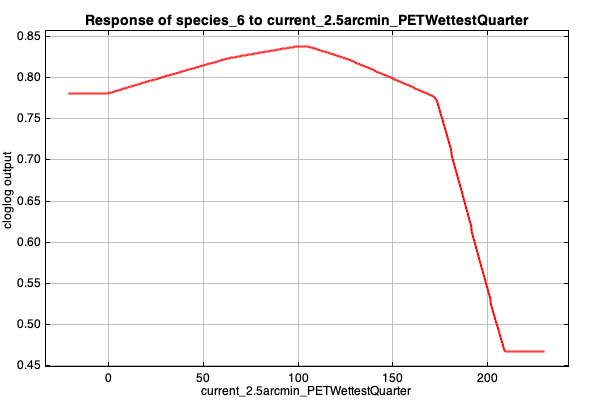 Response of species_6 to current_2.5arcmin_PETWettestQuarter
0.85
0.80
0.75
0.70
0.65
0.60
0.55
0.50
0.45
cloglog output
0 50 100 150 200
current_2.5arcmin_PETWettestQuarter